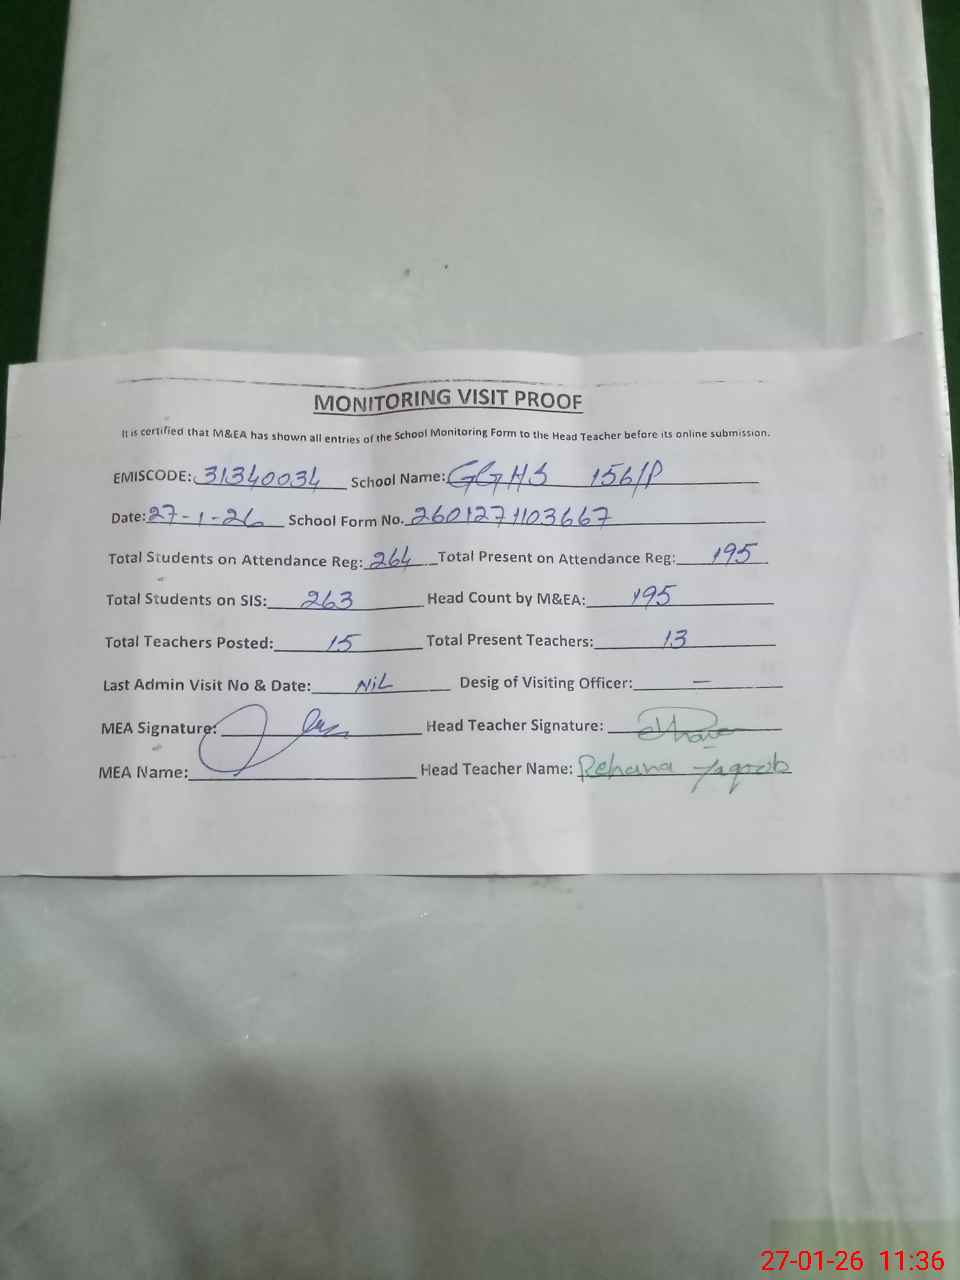 MONITORING VISIT PROOF
It is certified that M&EA has shown all entries of the School Monitoring Form to the Head Teacher before its online submission.
EMISCODE: 31340034 School Name: GGHS 156/P
Date: 27-1-26 School Form No. 2601271103667
Total Students on Attendance Reg: 264 Total Present on Attendance Reg: 195
Total Students on SIS: 263 Head Count by M&EA: 195
Total Teachers Posted: 15 Total Present Teachers: 13
Last Admin Visit No & Date: NiL Desig of Visiting Officer: —
MEA Signature: Head Teacher Signature:
MEA Name: Head Teacher Name: Rehana Yaqoob
27-01-26 11:36